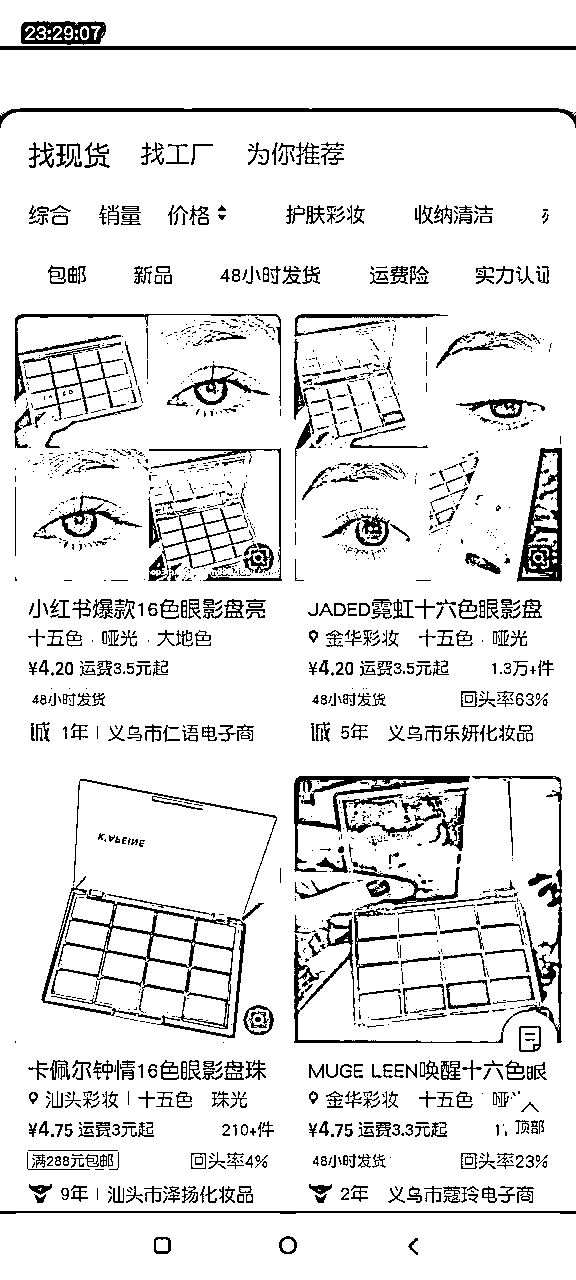 23:29:07
找现货 找工厂 为你推荐
综合 销量 价格 护肤彩妆 收纳清洁
包邮 新品 48小时发货 运费险 实力认证
小红书爆款16色眼影盘亮
十五色·哑光·大地色
¥4.20 运费3.5元起
48小时发货
诚 1年 | 义乌市仁语电子商
JADED霓虹十六色眼影盘
金华彩妆 十五色·哑光
¥4.20 运费3.5元起 1.3万+件
48小时发货 回头率63%
诚 5年 义乌市乐妍化妆品
K.VFEINE
卡佩尔钟情16色眼影盘珠
汕头彩妆 | 十五色 珠光
¥4.75 运费3元起 210+件
满288元包邮 回头率4%
9年 | 汕头市泽扬化妆品
MUGE LEEN唤醒十六色眼
金华彩妆 十五色 哑
¥4.75 运费3.3元起
顶部
48小时发货 回头率23%
2年 义乌市蔻玲电子商